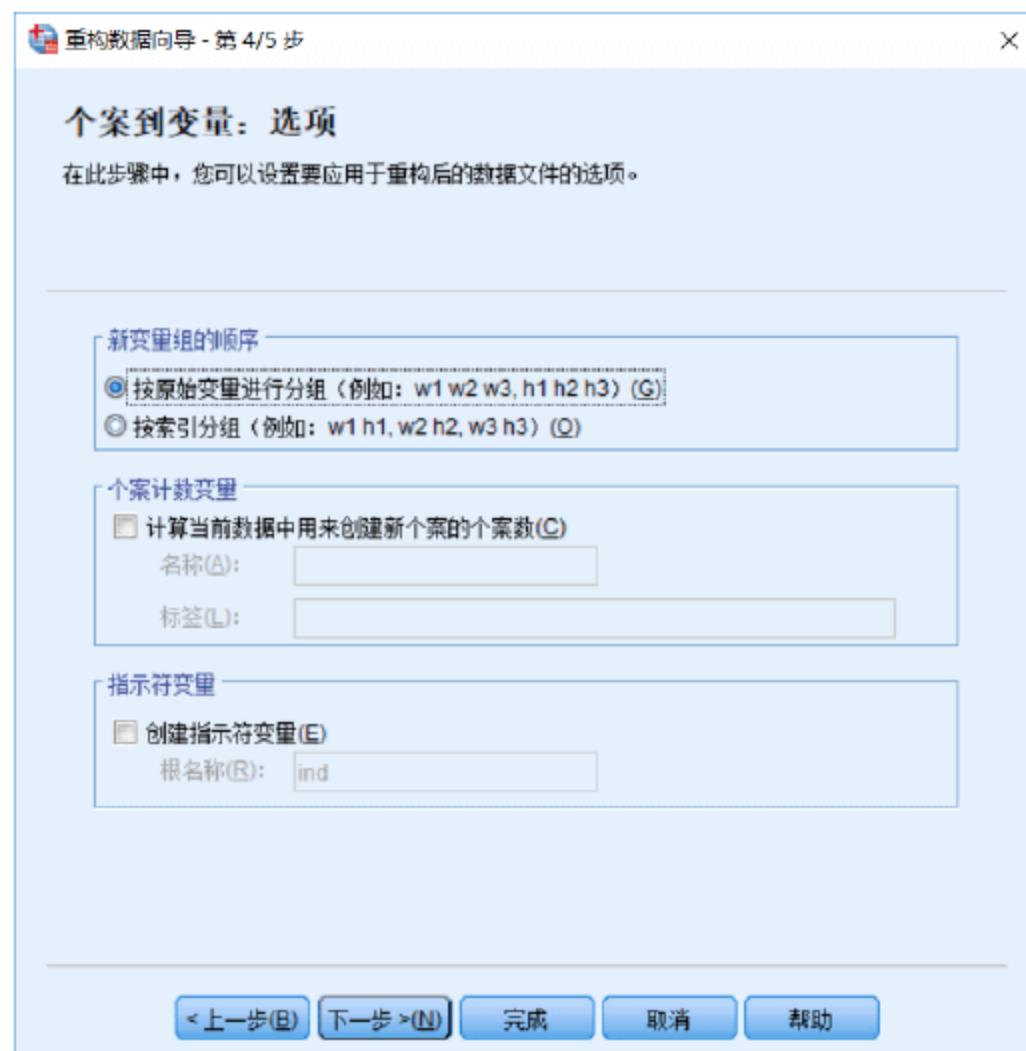 重构数据向导 - 第 4/5 步
个案到变量：选项
在此步骤中，您可以设置要应用于重构后的数据文件的选项。
新变量组的顺序
按原始变量进行分组（例如：w1 w2 w3, h1 h2 h3）(G)
按索引分组（例如：w1 h1, w2 h2, w3 h3）(O)
个案计数变量
计算当前数据中用来创建新个案的个案数(C)
名称(A):
标签(L):
指示符变量
创建指示符变量(E)
根名称(R): ind
< 上一步(B) 下一步 >(N) 完成 取消 帮助